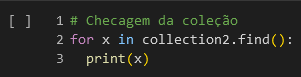 [ ] 1 # Checagem da coleção
2 for x in collection2.find():
3   print(x)